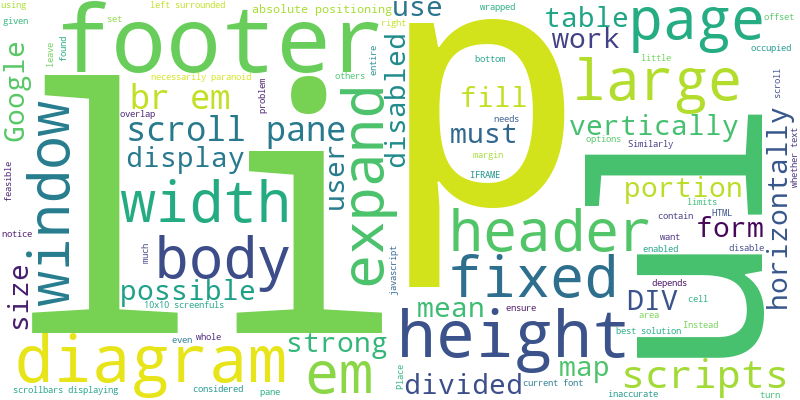 using
left surrounded
absolute positioning
use
wrapped
right
table
page
offset
given
set
footer
work
occupied
leave
found
Google
necessarily paranoid
others
entire
disabled
bottom
little
large
scroll
br em
problem
fill
p
li
window
overlap
scroll pane
expand
must
needs
vertically
options
Similarly
display
user
margin
IFRAME
I
horizontally
whether text
feasible
width
portion
limits
contain
HTML
form
header
notice
much
body
want
enabled
disable
ul
size
possible
javascript
fixed
depends
DIV
cell
10x10 screenfuls
mean
ensure
area
Instead
height
best solution
even
whole
strong
diagram
em
map
scripts
Place
divided
current font
scrollbars displaying
considered
pane
inaccurate
turn